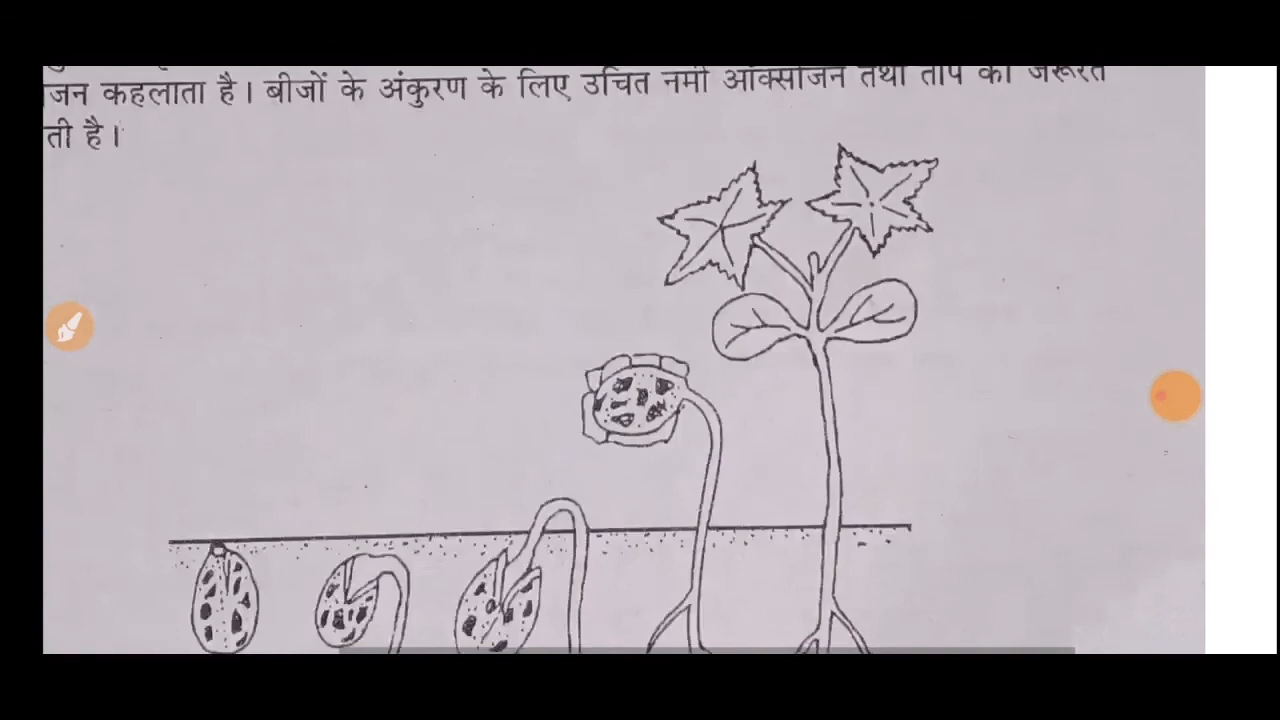 जन कहलाता है। बीजों के अंकुरण के लिए उचित नमी ऑक्सीजन तथा ताप की जरूरत
ती है।